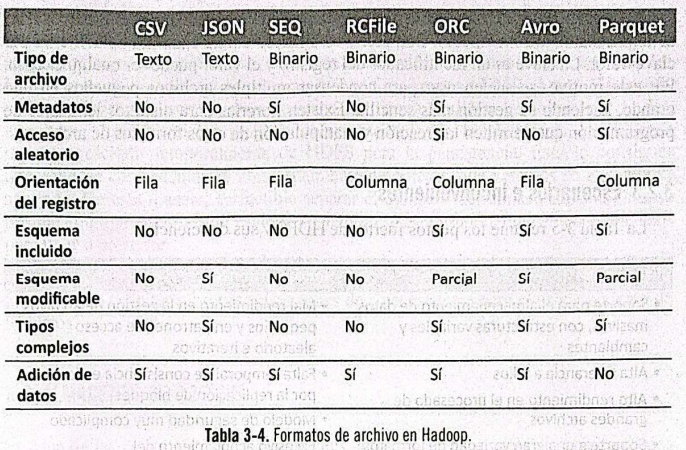 CSV JSON SEQ RCFile ORC Avro Parquet
Tipo de archivo Texto Texto Binario Binario Binario Binario Binario
Metadatos No No Sí Sí Sí Sí Sí
Acceso aleatorio No No No No Sí No Sí
Orientación del registro Fila Fila Fila Columna Columna Fila Columna
Esquema incluido No Sí No No Sí Sí Sí
Esquema modificable No Sí No No Parcial Sí Parcial
Tipos complejos No Sí No No Sí Sí Sí
Adición de datos Sí Sí Sí Sí Sí Sí No
Tabla 3-4. Formatos de archivo en Hadoop.